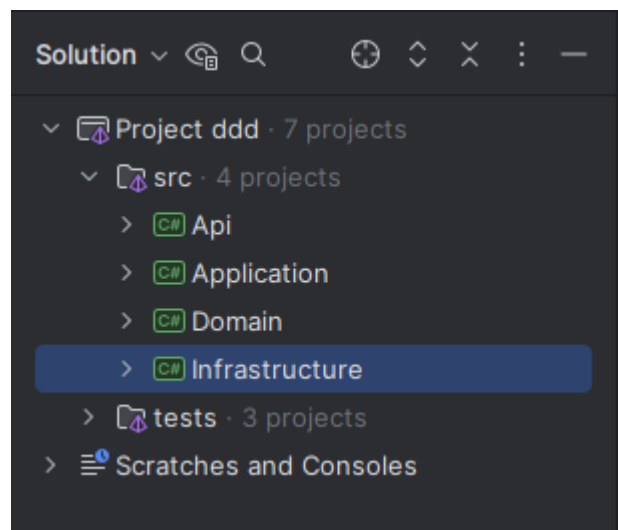 Solution
Project ddd · 7 projects
src · 4 projects
C# Api
C# Application
C# Domain
C# Infrastructure
tests · 3 projects
Scratches and Consoles